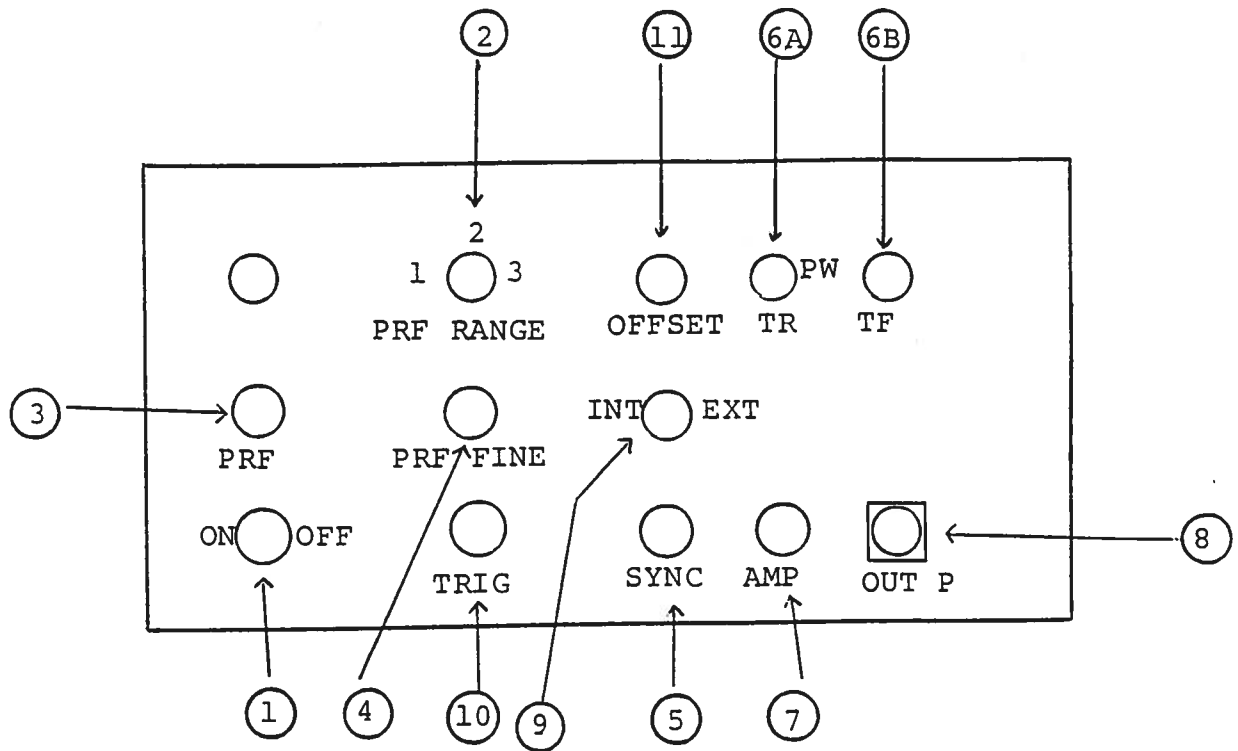 2 11 6A 6B
2
1 3 PW
PRF RANGE OFFSET TR TF
3 INT EXT
PRF PRF FINE
ON OFF 8
TRIG SYNC AMP OUT P
1 4 10 9 5 7